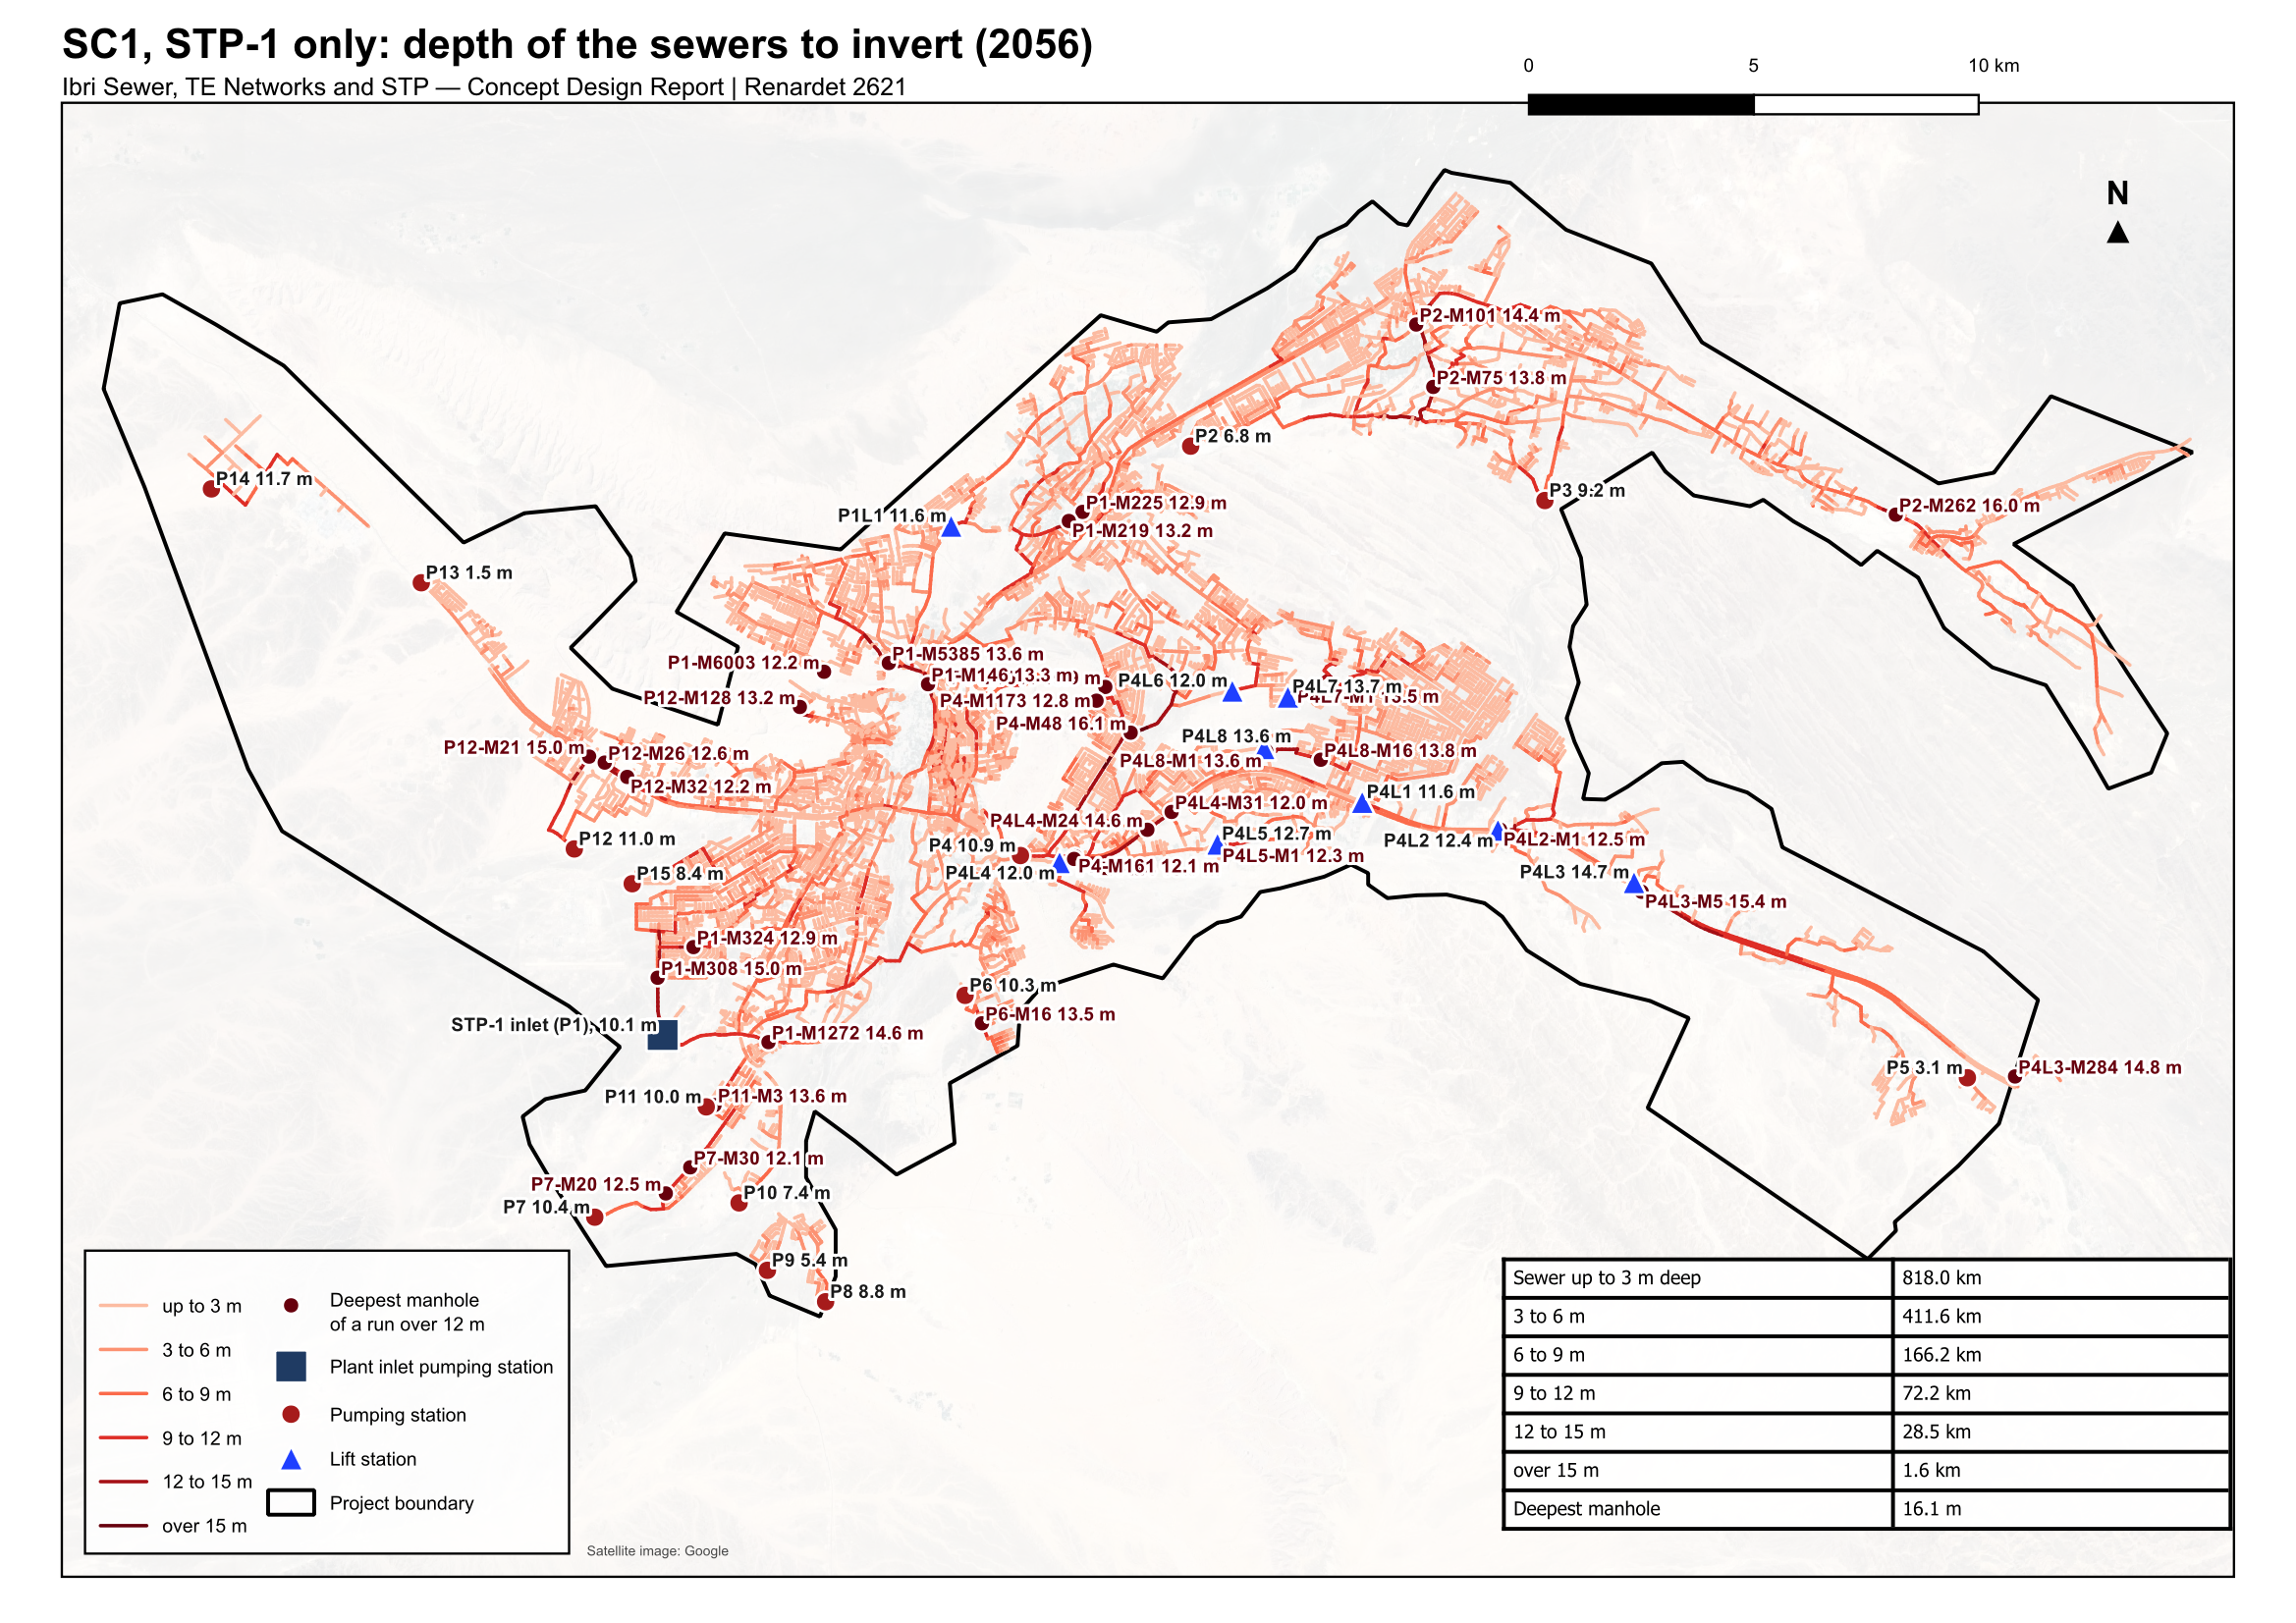 SC1, STP-1 only: depth of the sewers to invert (2056)
Ibri Sewer, TE Networks and STP — Concept Design Report | Renardet 2621
0 5 10 km
N
P2-M101 14.4 m
P2-M75 13.8 m
P2 6.8 m
P14 11.7 m
P3 9.2 m
P2-M262 16.0 m
P1-M225 12.9 m
P1L1 11.6 m
P1-M219 13.2 m
P13 1.5 m
P1-M5385 13.6 m
P1-M6003 12.2 m
P1-M146 13.3 m
P4L6 12.0 m
P4L7 13.7 m
P4L7-M1 13.5 m
P12-M128 13.2 m
P4-M1173 12.8 m
P4-M48 16.1 m
P4L8 13.6 m
P12-M21 15.0 m
P12-M26 12.6 m
P4L8-M16 13.8 m
P4L8-M1 13.6 m
P12-M32 12.2 m
P4L1 11.6 m
P4L4-M31 12.0 m
P4L4-M24 14.6 m
P4L5 12.7 m
P12 11.0 m
P4L2 12.4 m
P4L2-M1 12.5 m
P4 10.9 m
P4L5-M1 12.3 m
P4-M161 12.1 m
P4L4 12.0 m
P15 8.4 m
P4L3 14.7 m
P4L3-M5 15.4 m
P1-M324 12.9 m
P1-M308 15.0 m
P6 10.3 m
P6-M16 13.5 m
STP-1 inlet (P1), 10.1 m
P1-M1272 14.6 m
P5 3.1 m
P4L3-M284 14.8 m
P11 10.0 m
P11-M3 13.6 m
P7-M30 12.1 m
P7-M20 12.5 m
P10 7.4 m
P7 10.4 m
P9 5.4 m
P8 8.8 m
up to 3 m
3 to 6 m
6 to 9 m
9 to 12 m
12 to 15 m
over 15 m
Deepest manhole
of a run over 12 m
Plant inlet pumping station
Pumping station
Lift station
Project boundary
Satellite image: Google
Sewer up to 3 m deep 818.0 km
3 to 6 m 411.6 km
6 to 9 m 166.2 km
9 to 12 m 72.2 km
12 to 15 m 28.5 km
over 15 m 1.6 km
Deepest manhole 16.1 m